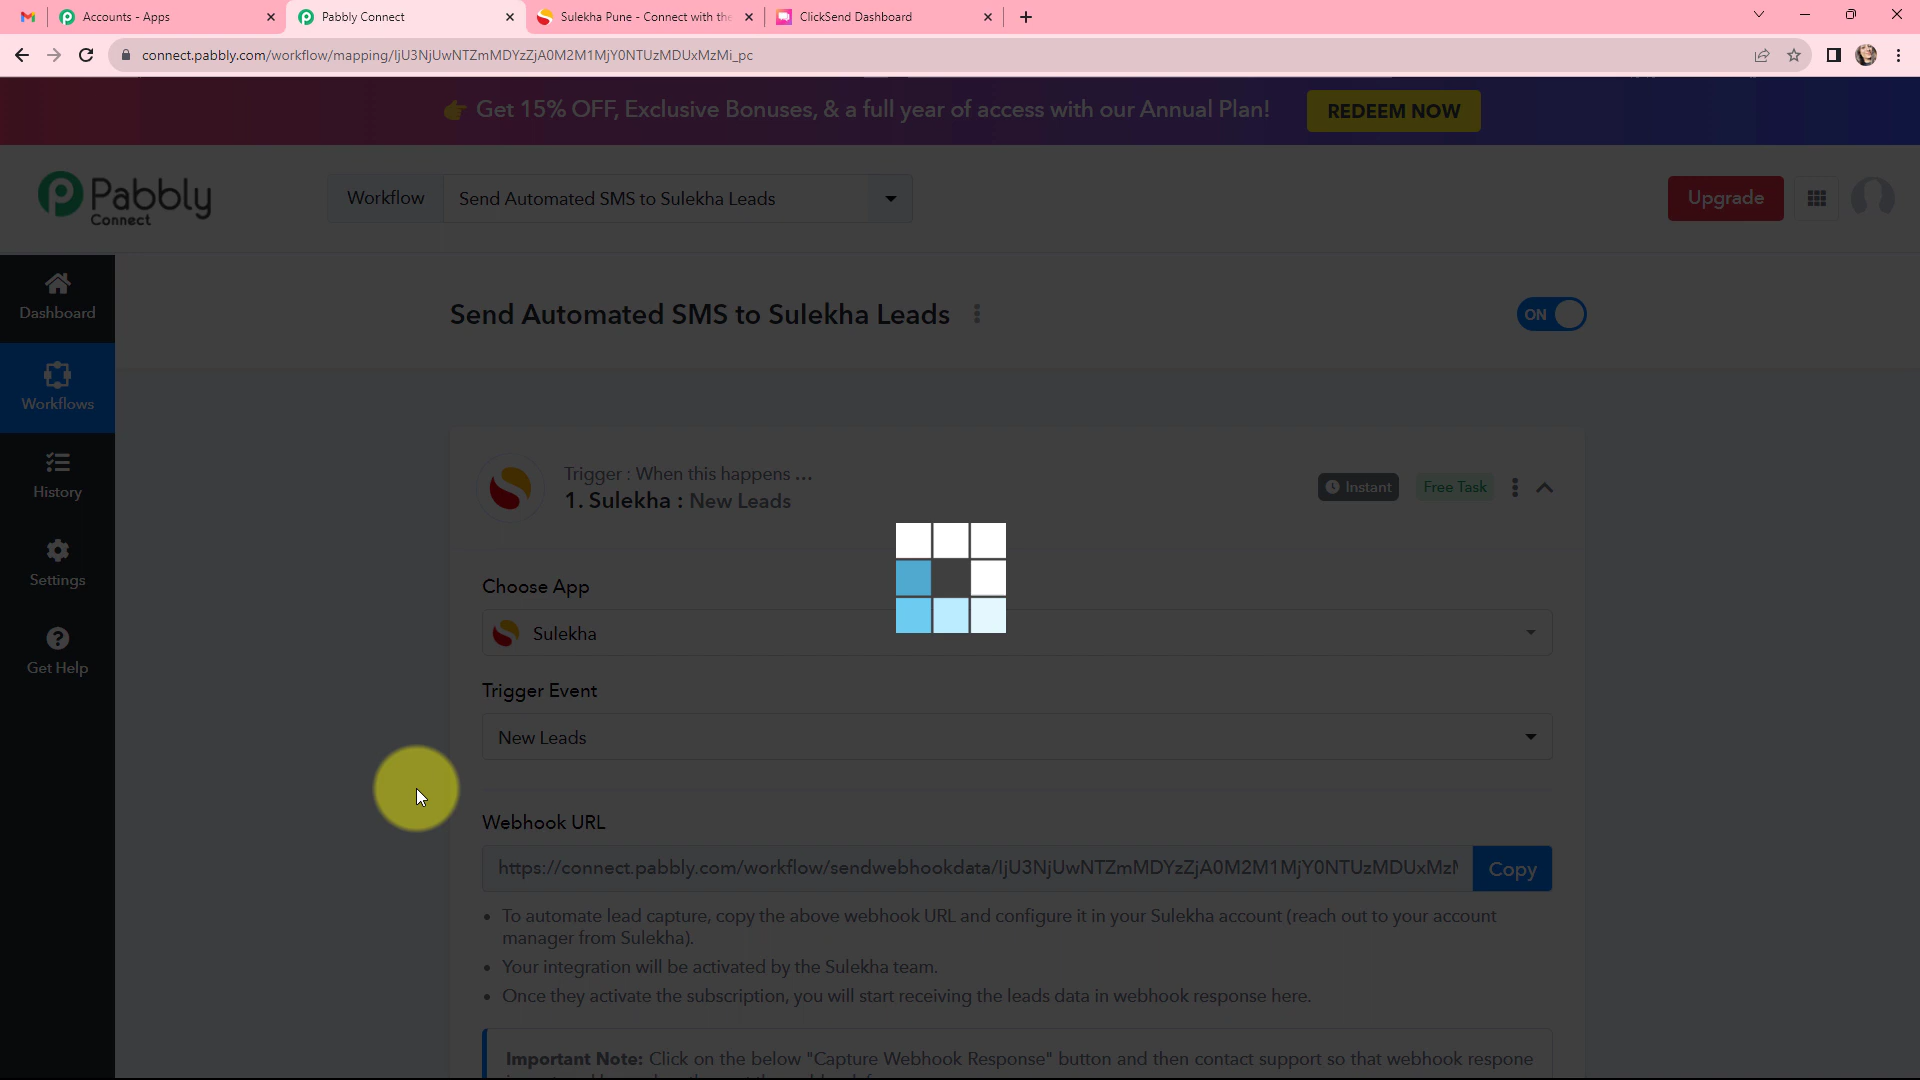 Accounts - Apps
Pabbly Connect
Sulekha Pune - Connect with the
ClickSend Dashboard
connect.pabbly.com/workflow/mapping/IjU3NjUwNTZmMDYzZjA0M2M1MjY0NTUzMDUxMzMi_pc
👉 Get 15% OFF, Exclusive Bonuses, & a full year of access with our Annual Plan!
REDEEM NOW
Pabbly
Connect
Workflow
Send Automated SMS to Sulekha Leads
Upgrade
Dashboard
Workflows
History
Settings
Get Help
Send Automated SMS to Sulekha Leads
ON
Trigger : When this happens ...
1. Sulekha : New Leads
Instant
Free Task
Choose App
Sulekha
Trigger Event
New Leads
Webhook URL
https://connect.pabbly.com/workflow/sendwebhookdata/IjU3NjUwNTZmMDYzZjA0M2M1MjY0NTUzMDUxMzM
Copy
• To automate lead capture, copy the above webhook URL and configure it in your Sulekha account (reach out to your account
manager from Sulekha).
• Your integration will be activated by the Sulekha team.
• Once they activate the subscription, you will start receiving the leads data in webhook response here.
Important Note: Click on the below "Capture Webhook Response" button and then contact support so that webhook respone